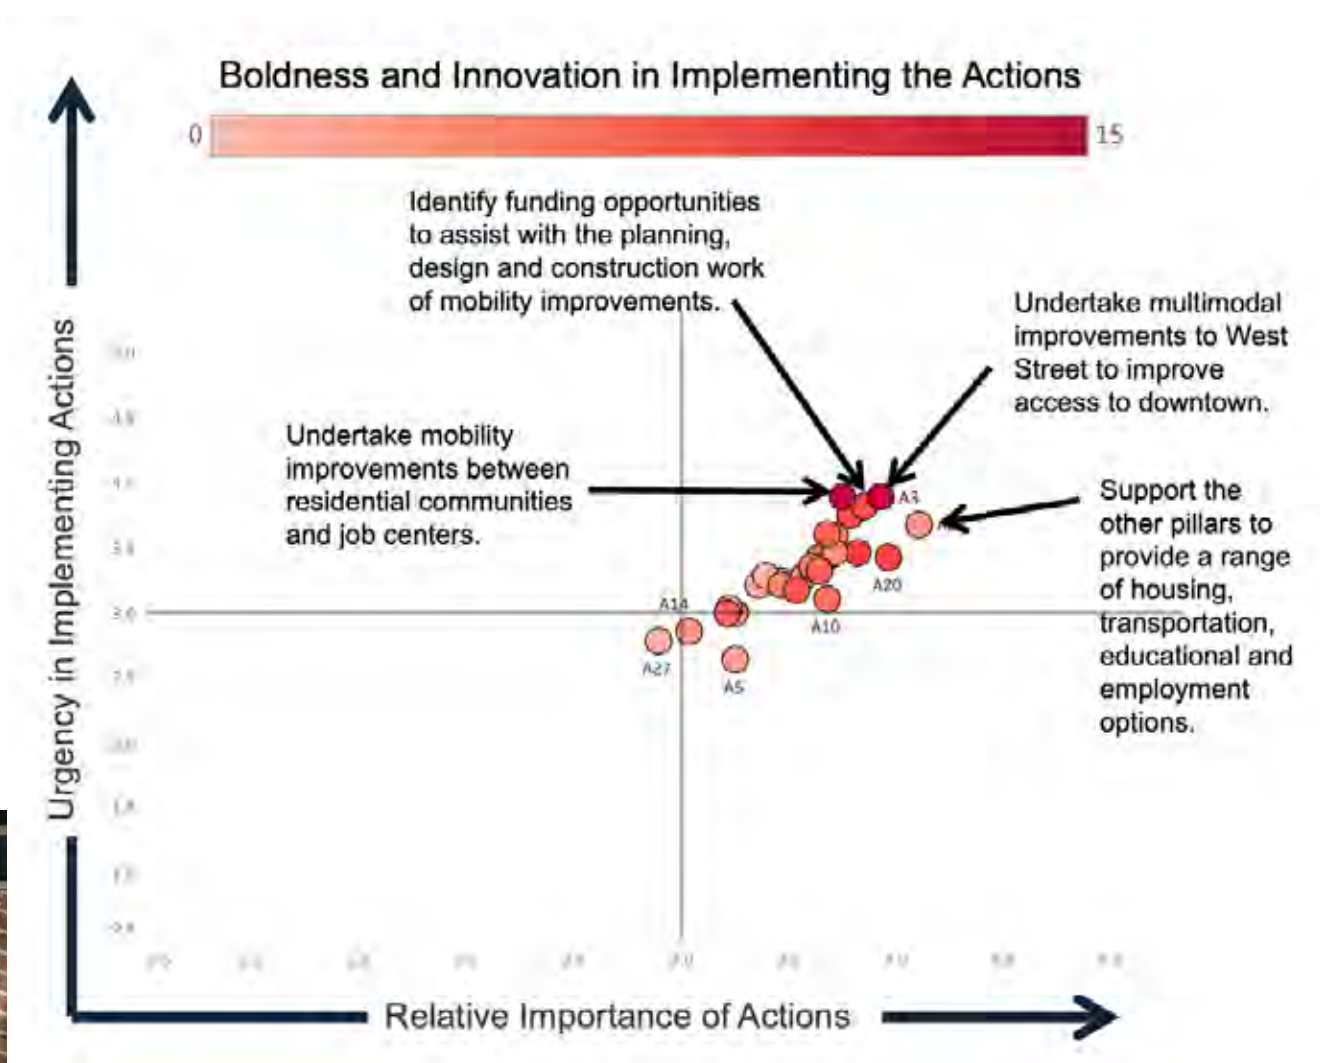 Boldness and Innovation in Implementing the Actions
0
15
Identify funding opportunities
to assist with the planning,
design and construction work
of mobility improvements.
Undertake multimodal
improvements to West
Street to improve
access to downtown.
Undertake mobility
improvements between
residential communities
and job centers.
Support the
other pillars to
provide a range
of housing,
transportation,
educational and
employment
options.
Urgency in Implementing Actions
A3
A20
A14
3.0
A10
A27
A5
Relative Importance of Actions